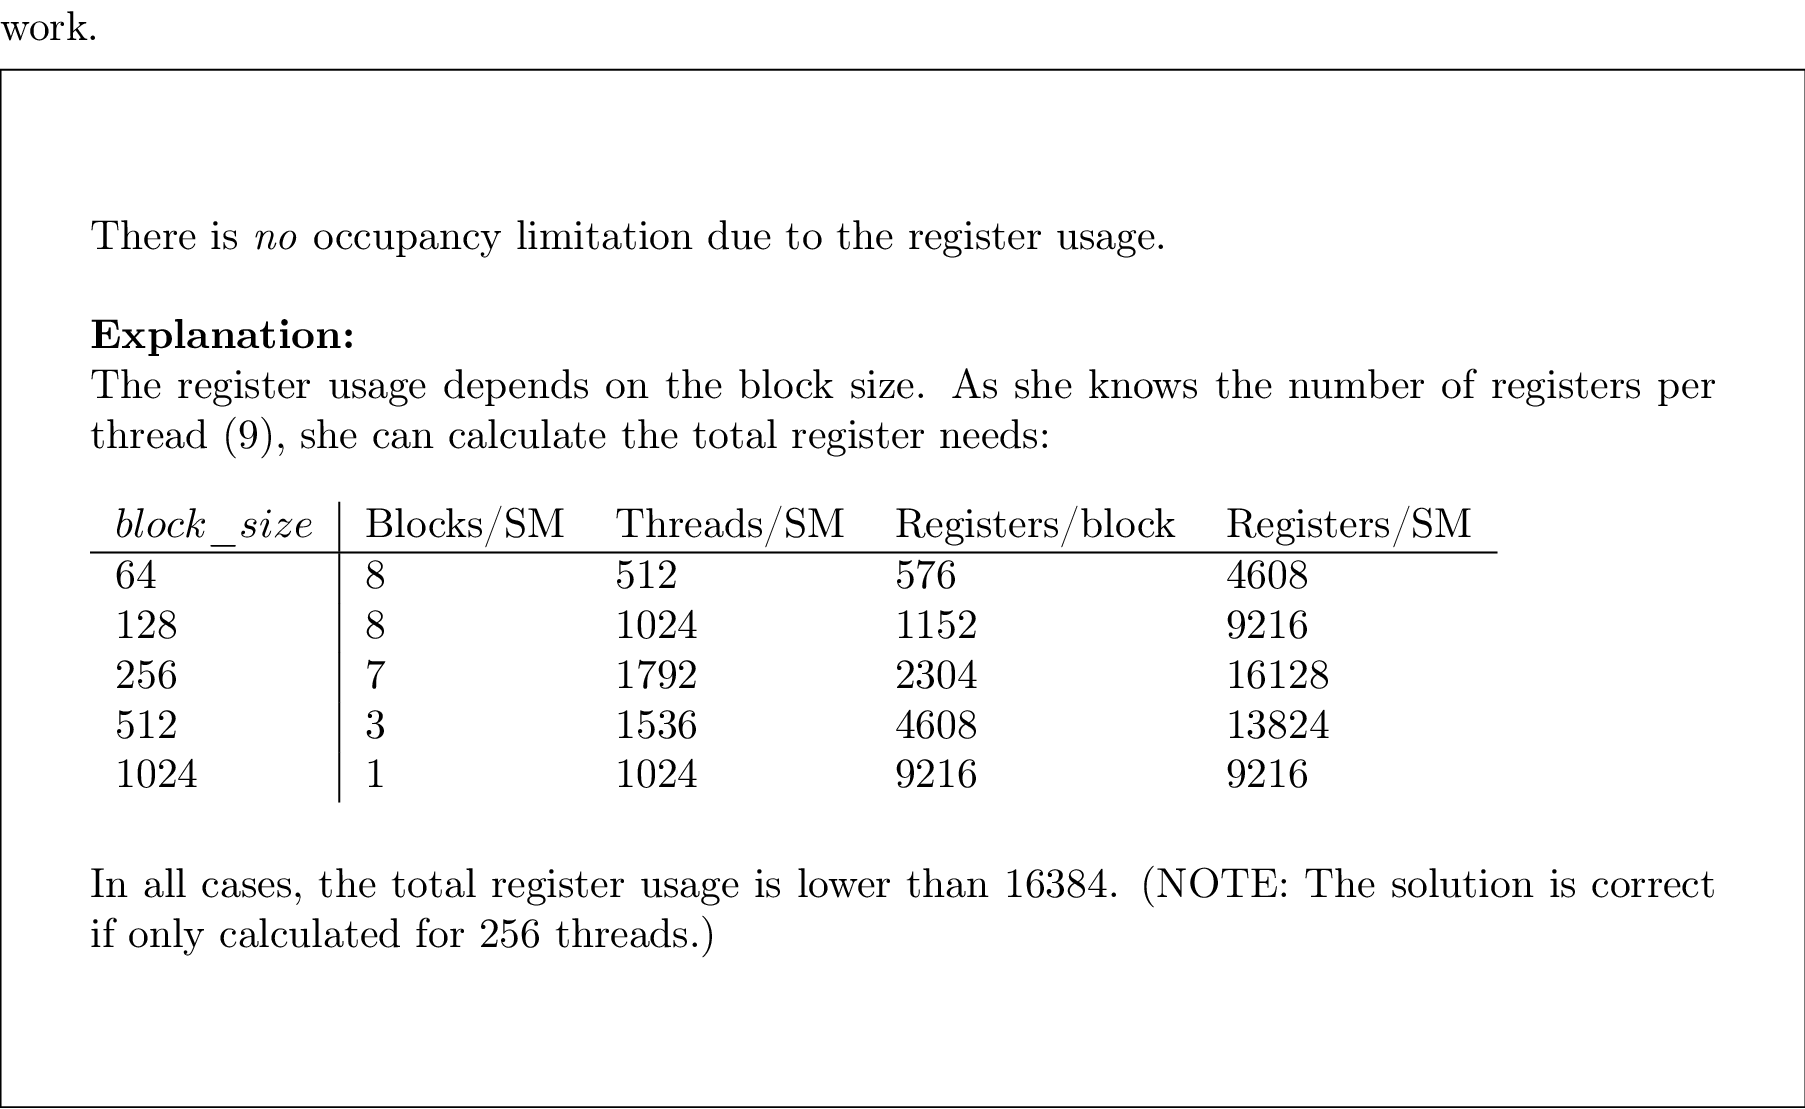 work.
There is no occupancy limitation due to the register usage.
Explanation:
The register usage depends on the block size. As she knows the number of registers per
thread (9), she can calculate the total register needs:
block_size Blocks/SM Threads/SM Registers/block Registers/SM
64 8 512 576 4608
128 8 1024 1152 9216
256 7 1792 2304 16128
512 3 1536 4608 13824
1024 1 1024 9216 9216
In all cases, the total register usage is lower than 16384. (NOTE: The solution is correct
if only calculated for 256 threads.)